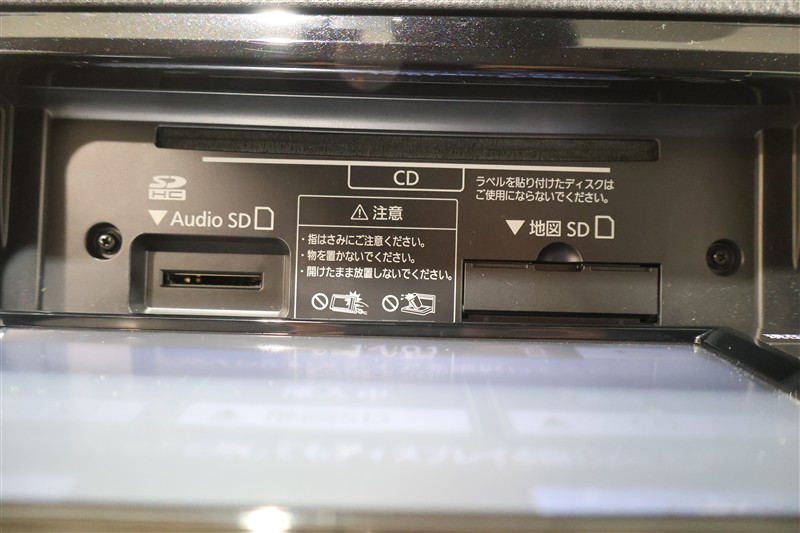 CD
ラベルを貼り付けたディスクは
ご使用にならないでください。
SD
HC
▼Audio SD
⚠注意
・指はさみにご注意ください。
・物を置かないでください。
・開けたまま放置しないでください。
▼地図 SD